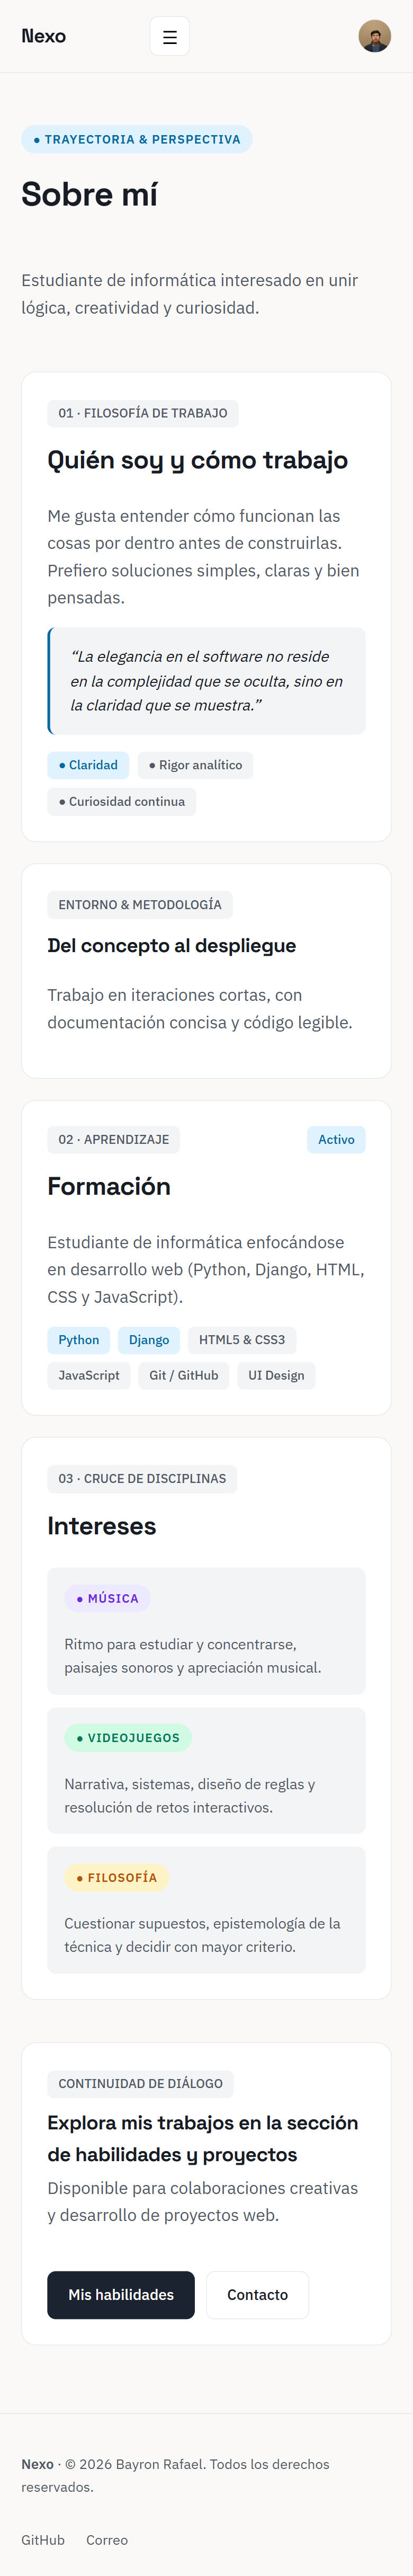 Nexo
☰
● TRAYECTORIA & PERSPECTIVA
Sobre mí
Estudiante de informática interesado en unir
lógica, creatividad y curiosidad.
01 · FILOSOFÍA DE TRABAJO
Quién soy y cómo trabajo
Me gusta entender cómo funcionan las
cosas por dentro antes de construirlas.
Prefiero soluciones simples, claras y bien
pensadas.
“La elegancia en el software no reside
en la complejidad que se oculta, sino en
la claridad que se muestra.”
● Claridad ● Rigor analítico
● Curiosidad continua
ENTORNO & METODOLOGÍA
Del concepto al despliegue
Trabajo en iteraciones cortas, con
documentación concisa y código legible.
02 · APRENDIZAJE Activo
Formación
Estudiante de informática enfocándose
en desarrollo web (Python, Django, HTML,
CSS y JavaScript).
Python Django HTML5 & CSS3
JavaScript Git / GitHub UI Design
03 · CRUCE DE DISCIPLINAS
Intereses
● MÚSICA
Ritmo para estudiar y concentrarse,
paisajes sonoros y apreciación musical.
● VIDEOJUEGOS
Narrativa, sistemas, diseño de reglas y
resolución de retos interactivos.
● FILOSOFÍA
Cuestionar supuestos, epistemología de la
técnica y decidir con mayor criterio.
CONTINUIDAD DE DIÁLOGO
Explora mis trabajos en la sección
de habilidades y proyectos
Disponible para colaboraciones creativas
y desarrollo de proyectos web.
Mis habilidades Contacto
Nexo · © 2026 Bayron Rafael. Todos los derechos
reservados.
GitHub Correo